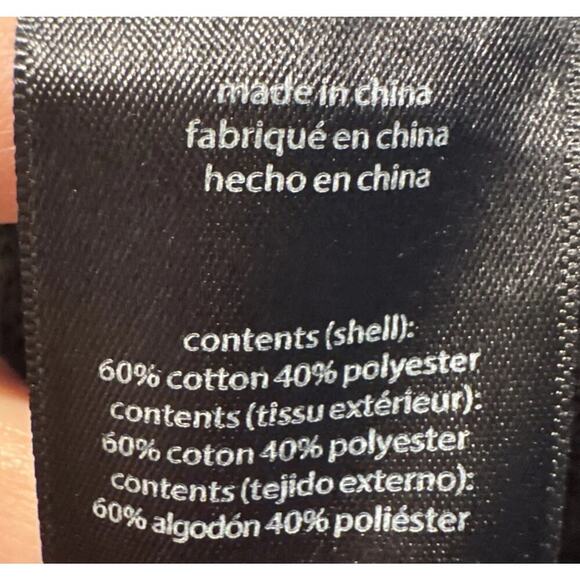 made in china
fabriqué en china
hecho en china
contents (shell):
60% cotton 40% polyester
contents (tissu extérieur):
60% coton 40% polyester
contents (tejido externo):
60% algodón 40% poliéster